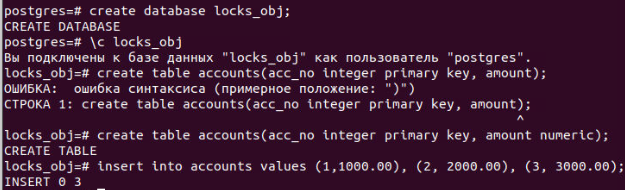 postgres=# create database locks_obj;
CREATE DATABASE
postgres=# \c locks_obj
Вы подключены к базе данных "locks_obj" как пользователь "postgres".
locks_obj=# create table accounts(acc_no integer primary key, amount);
ОШИБКА:  ошибка синтаксиса (примерное положение: ")")
СТРОКА 1: create table accounts(acc_no integer primary key, amount);
^
locks_obj=# create table accounts(acc_no integer primary key, amount numeric);
CREATE TABLE
locks_obj=# insert into accounts values (1,1000.00), (2, 2000.00), (3, 3000.00);
INSERT 0 3